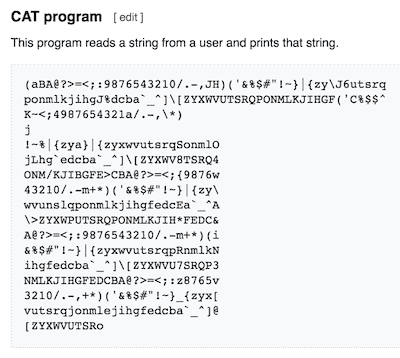 CAT program [ edit ]
This program reads a string from a user and prints that string.
(aBA@?>=<;:9876543210/.-,JH)('&%$#"!~}|{zy\J6utsrq
ponmlkjihgJ%dcba`_^]\[ZYXWVUTSRQPONMLKJIHGF('C%$$^
K~<;4987654321a/.-,\*)
j
!~%|{zya}|{zyxwvutsrqSonmlO
jLhg`edcba`_^]\[ZYXWV8TSRQ4
ONM/KJIBGFE>CBA@?>=<;{9876w
43210/.-m+*)('&%$#"!~}|{zy\
wvunslqponmlkjihgfedcEa`_^A
\>ZYXWPUTSRQPONMLKJIH*FEDC&
A@?>=<;:9876543210/.-m+*)(i
&%$#"!~}|{zyxwvutsrqpRnmlkN
ihgfedcba`_^]\[ZYXWVU7SRQP3
NMLKJIHGFEDCBA@?>=<;:z8765v
3210/.-,+*)('&%$#"!~}_{zyx[
vutsrqjonmlejihgfedcba`_^]@
[ZYXWVUTSRo